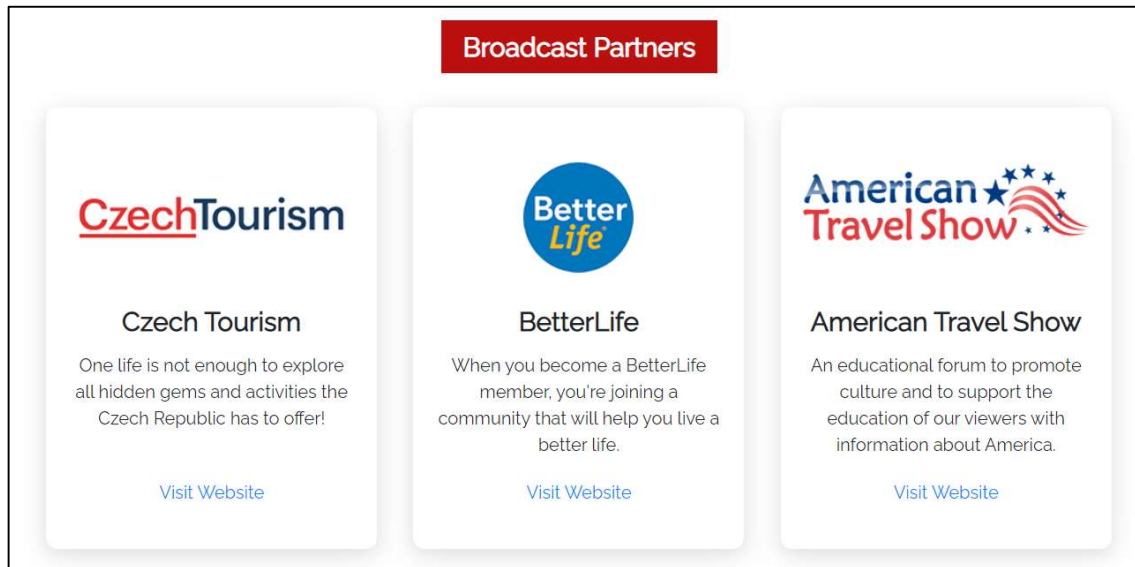 Broadcast Partners
CzechTourism
Czech Tourism
One life is not enough to explore
all hidden gems and activities the
Czech Republic has to offer!
Visit Website
Better
Life®
BetterLife
When you become a BetterLife
member, you're joining a
community that will help you live a
better life.
Visit Website
American
Travel Show
American Travel Show
An educational forum to promote
culture and to support the
education of our viewers with
information about America.
Visit Website